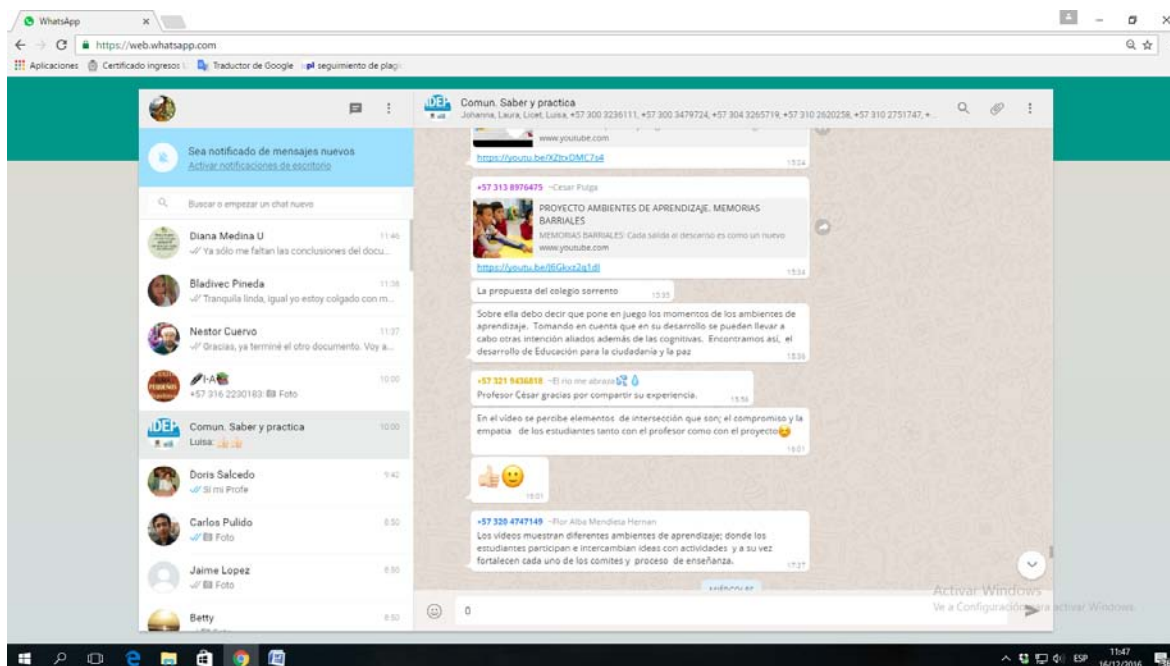 WhatsApp
https://web.whatsapp.com
Aplicaciones Certificado ingresos Traductor de Google seguimiento de plagi
Comun. Saber y practica
Johanna, Laura, Licet, Luisa, +57 300 3236111, +57 300 3479724, +57 304 3265719, +57 310 2620258, +57 310 2751747, +...
Sea notificado de mensajes nuevos
Activar notificaciones de escritorio
Buscar o empezar un chat nuevo
Diana Medina U 11:46
Ya sólo me faltan las conclusiones del docu...
Bladivec Pineda 11:38
Tranquila linda, igual yo estoy colgado con m...
Nestor Cuervo 11:37
Gracias, ya terminé el otro documento. Voy a...
I-A 10:00
+57 316 2230183: Foto
IDEP
Comun. Saber y practica 10:00
Luisa: 👍👍
Doris Salcedo 9:42
Si mi Profe
Carlos Pulido 8:50
Foto
Jaime Lopez 8:50
Foto
Betty 8:50
www.youtube.com
15:34
+57 313 8976475 ~Cesar Pulga
PROYECTO AMBIENTES DE APRENDIZAJE. MEMORIAS
BARRIALES
MEMORIAS BARRIALES: Cada salida al descanso es como un nuevo
www.youtube.com
15:34
La propuesta del colegio sorrento 15:35
Sobre ella debo decir que pone en juego los momentos de los ambientes de
aprendizaje. Tomando en cuenta que en su desarrollo se pueden llevar a
cabo otras intención aliados además de las cognitivas. Encontramos así, el
desarrollo de Educación para la ciudadanía y la paz 15:36
+57 321 9436818 ~El rio me abraza💦💧
Profesor César gracias por compartir su experiencia. 15:56
En el vídeo se percibe elementos de intersección que son; el compromiso y la
empatia de los estudiantes tanto con el profesor como con el proyecto😊
16:01
👍🙂
16:01
+57 320 4747149 ~Flor Alba Mendieta Hernan
Los vídeos muestran diferentes ambientes de aprendizaje; donde los
estudiantes participan e intercambian ideas con actividades y a su vez
fortalecen cada uno de los comites y proceso de enseñanza. 17:27
MIÉRCOLES
0
Activar Windows
Ve a Configuración para activar Windows.
ESP
11:47
16/12/2016